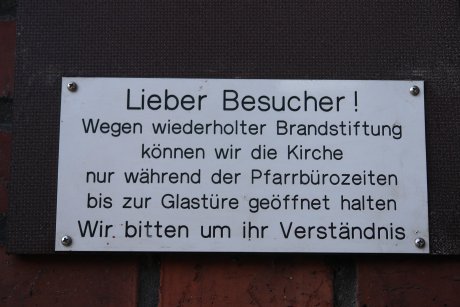 Lieber Besucher !
Wegen wiederholter Brandstiftung
können wir die Kirche
nur während der Pfarrbürozeiten
bis zur Glastüre geöffnet halten
Wir bitten um ihr Verständnis